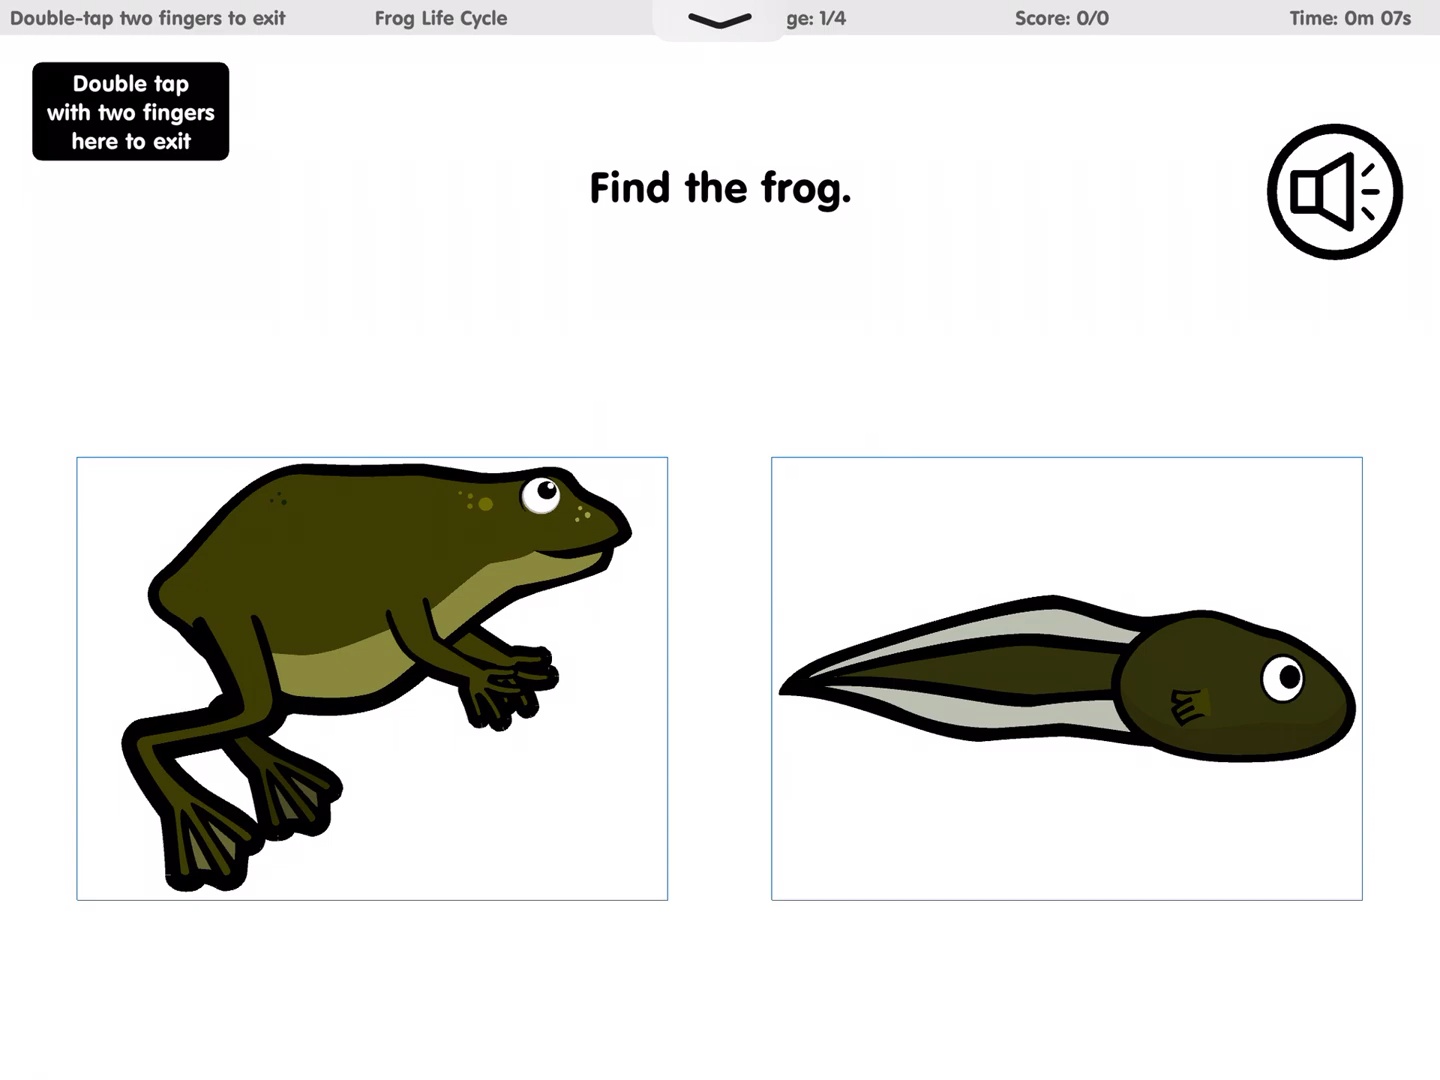 Double-tap two fingers to exit
Frog Life Cycle
ge: 1/4
Score: 0/0
Time: 0m 07s
Double tap
with two fingers
here to exit
Find the frog.